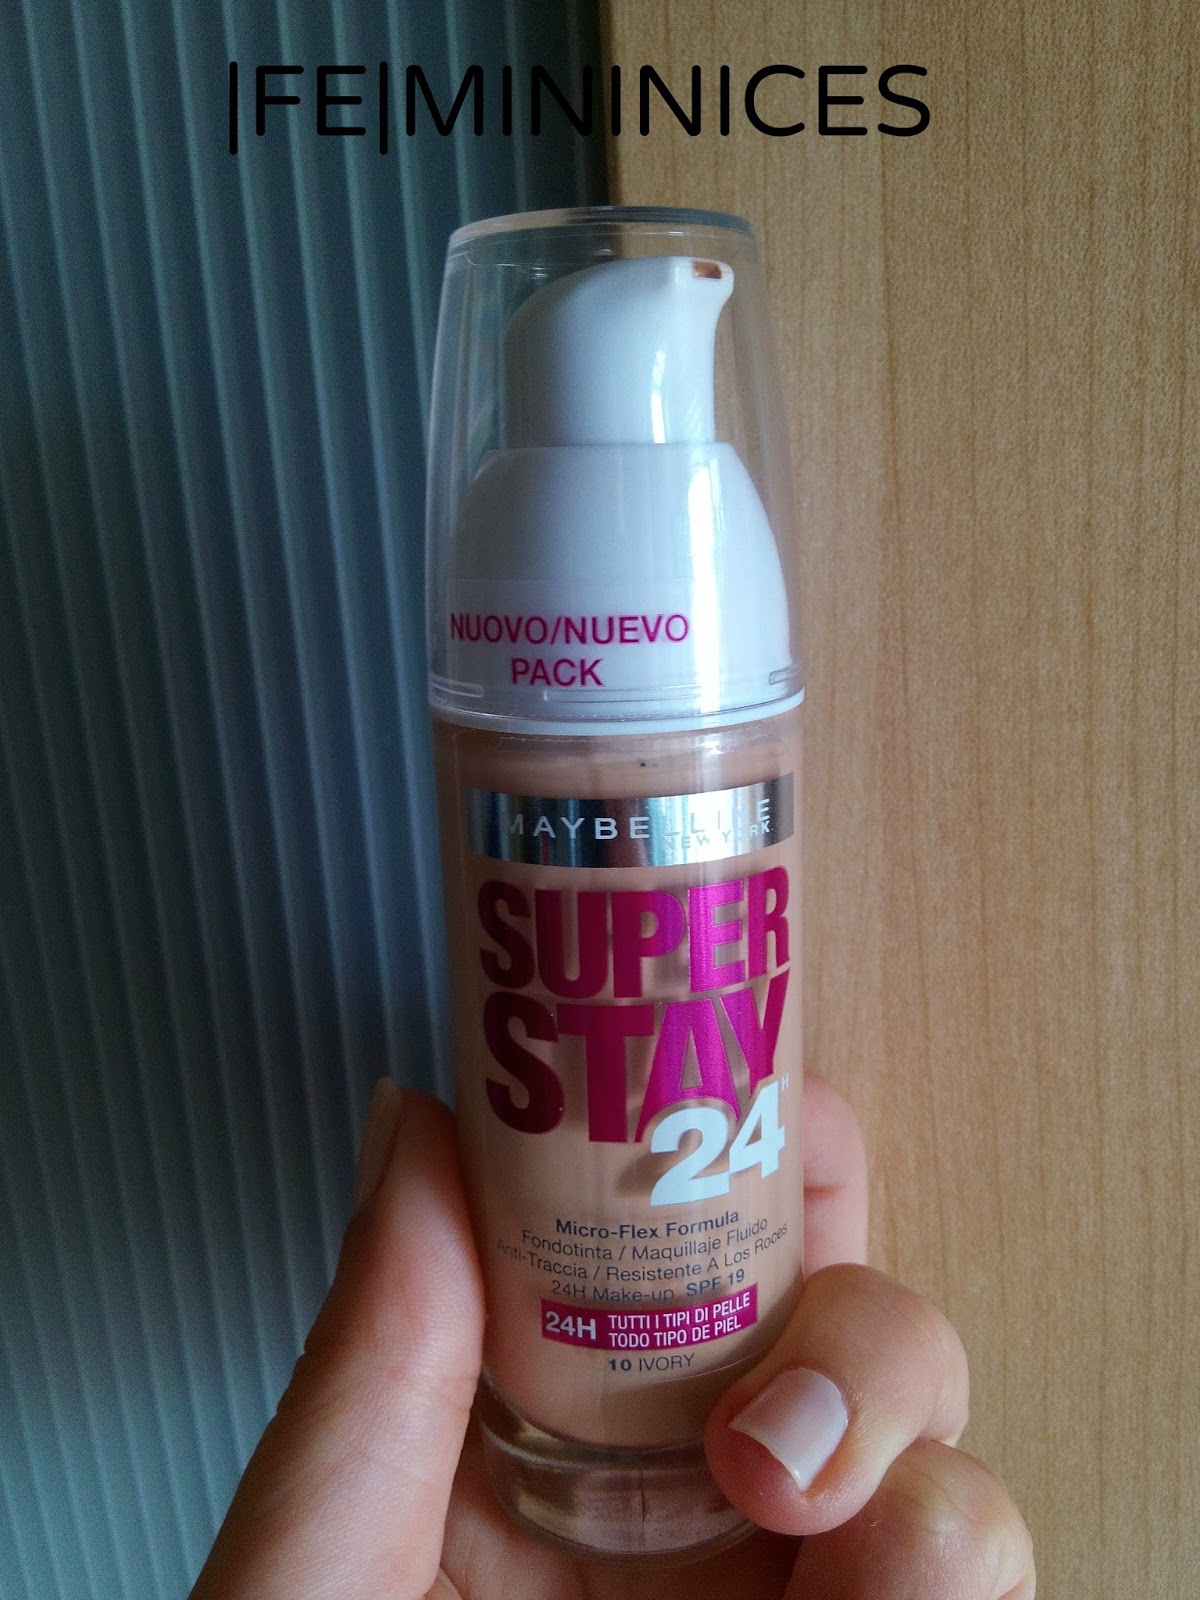 |FE|MININICES
NUOVO/NUEVO
PACK
MAYBELLINE
NEW YORK.
SUPER
STAY
24H
Micro-Flex Formula
Fondotinta / Maquillaje Fluido
Anti-Traccia / Resistente A Los Roces
24H Make-up SPF 19
24H TUTTI I TIPI DI PELLE
TODO TIPO DE PIEL
10 IVORY